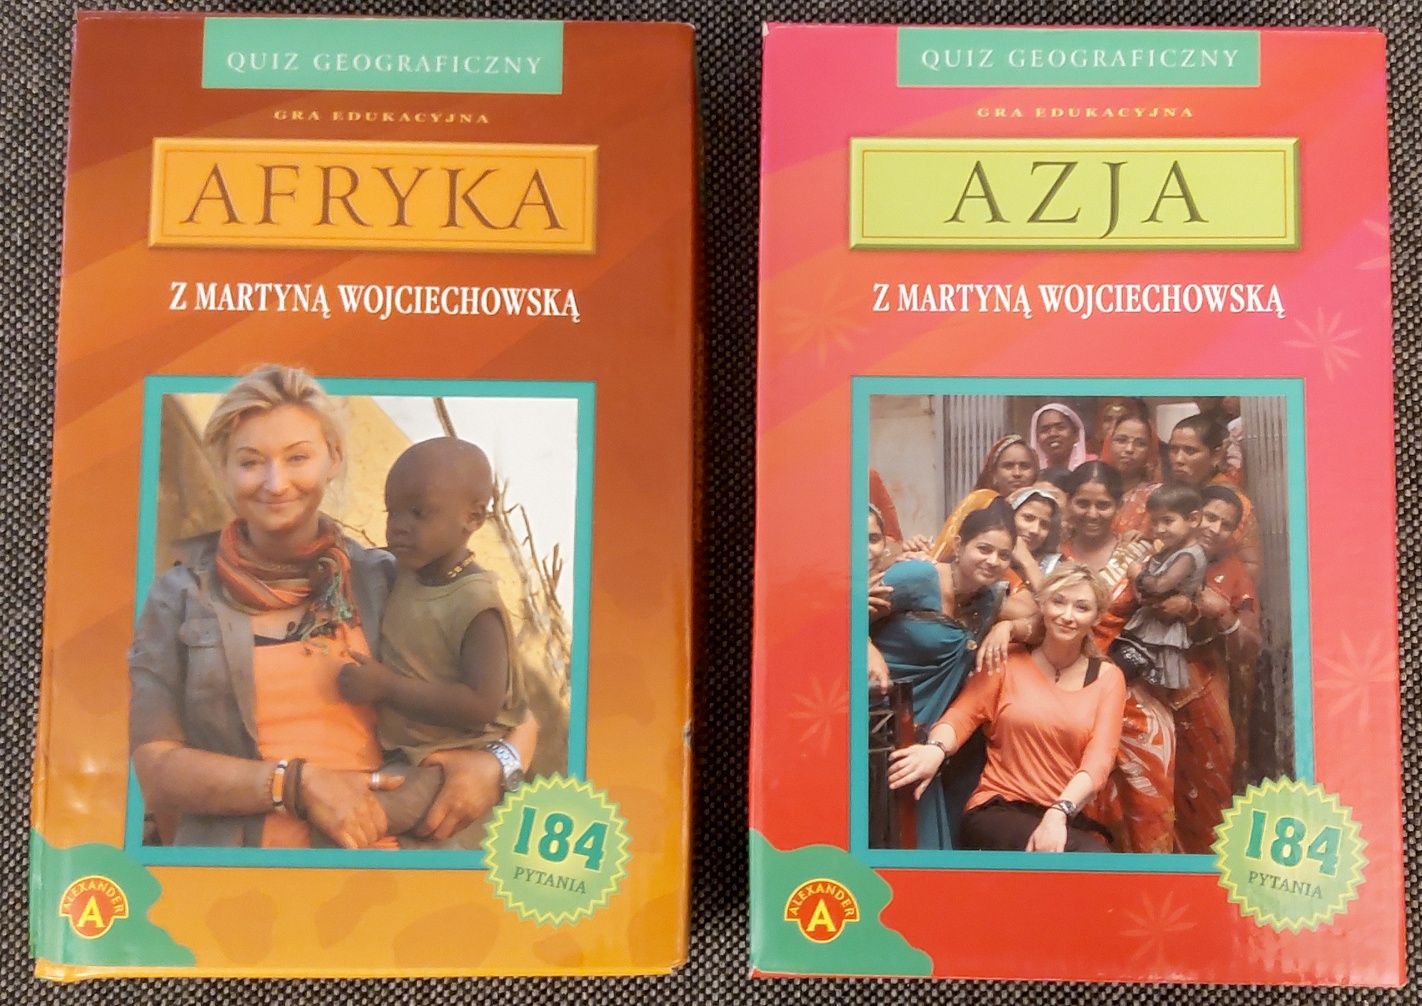 QUIZ GEOGRAFICZNY
GRA EDUKACYJNA
AFRYKA
Z MARTYNĄ WOJCIECHOWSKĄ
184
PYTANIA
ALEXANDER
A
QUIZ GEOGRAFICZNY
GRA EDUKACYJNA
AZJA
Z MARTYNĄ WOJCIECHOWSKĄ
184
PYTANIA
ALEXANDER
A